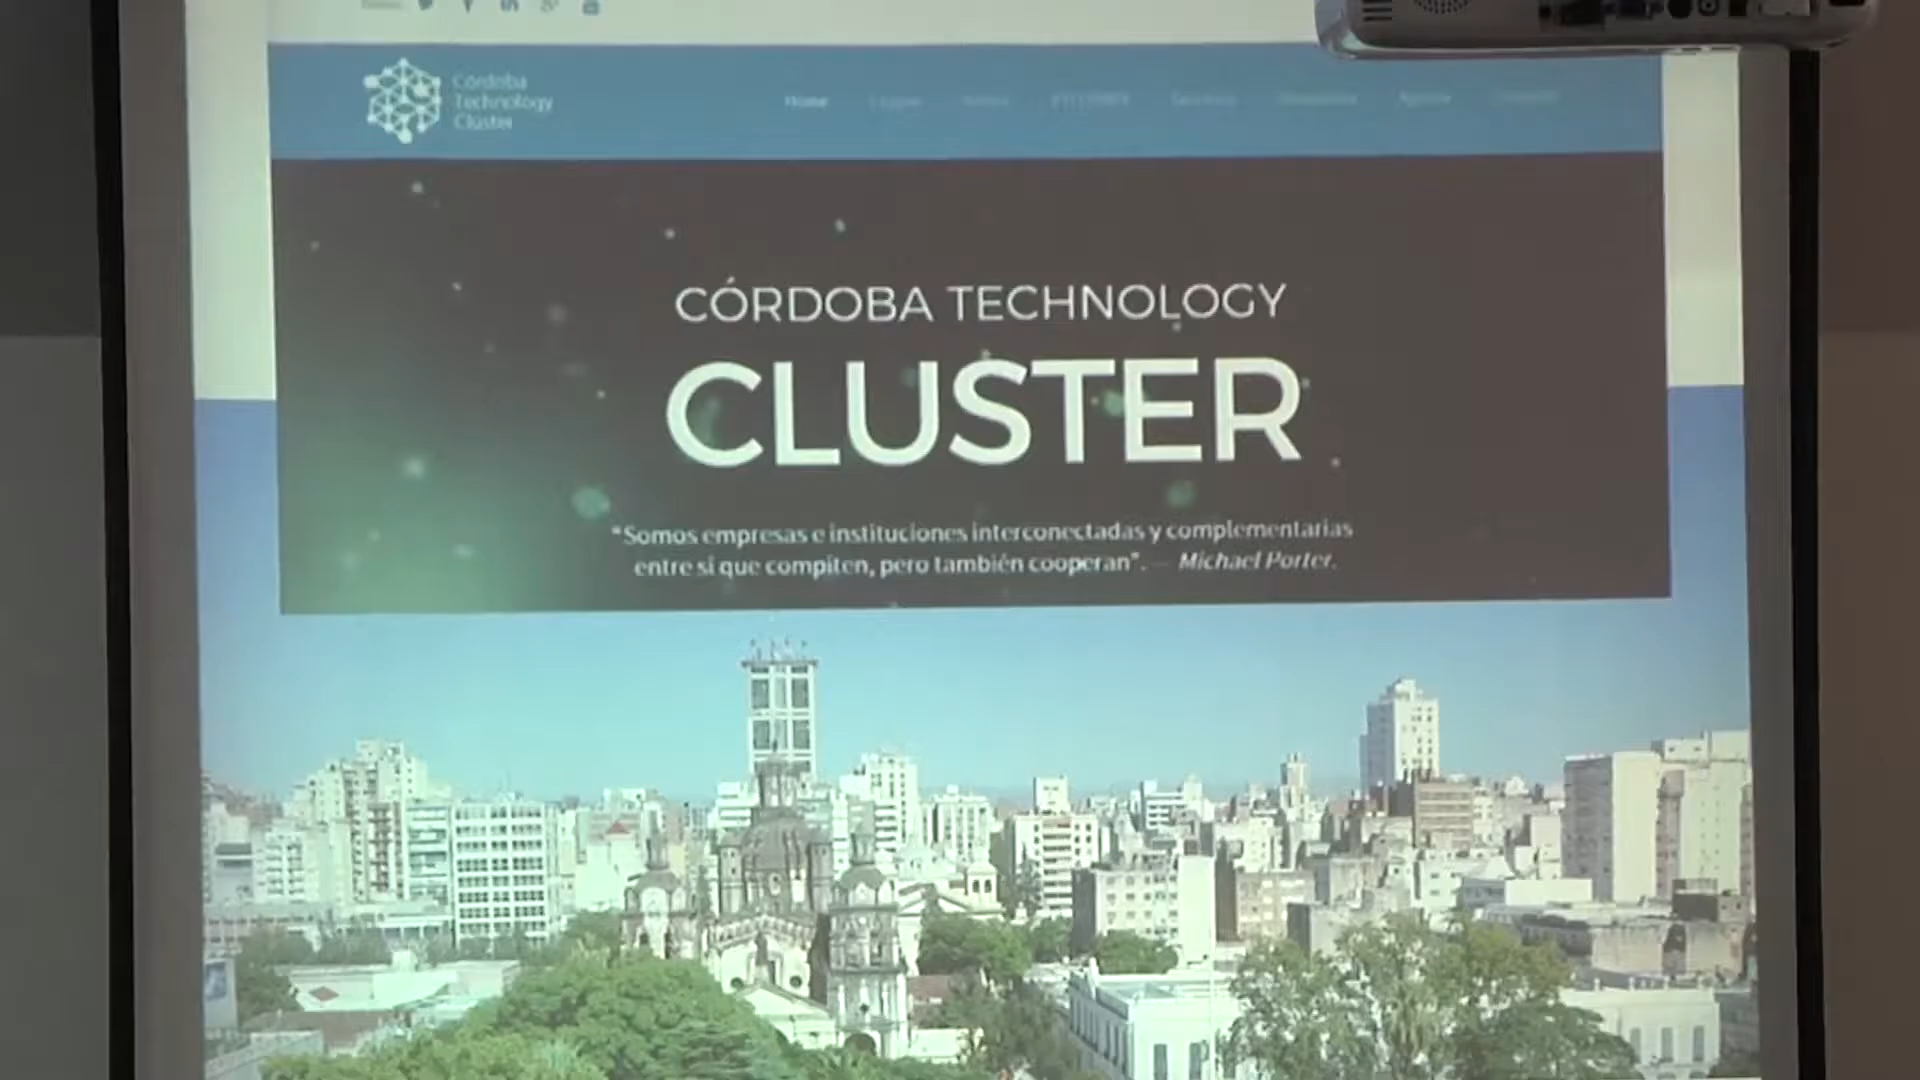 Córdoba
Technology
Cluster
Home
CÓRDOBA TECHNOLOGY
CLUSTER
“Somos empresas e instituciones interconectadas y complementarias
entre sí que compiten, pero también cooperan”. — Michael Porter.